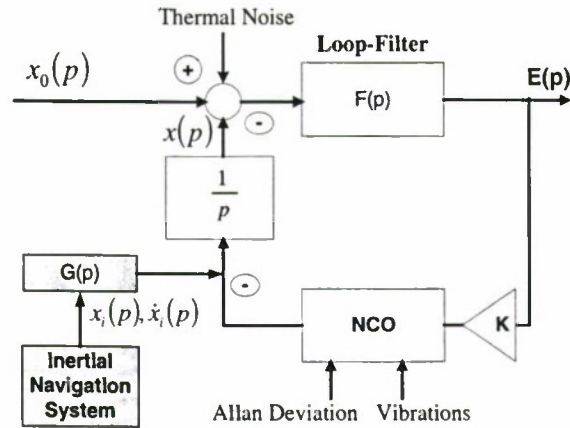 Thermal Noise
Loop-Filter
x₀(p)
+
-
F(p)
E(p)
x(p)
1
p
G(p)
-
xᵢ(p), ẋᵢ(p)
NCO
K
Inertial
Navigation
System
Allan Deviation Vibrations